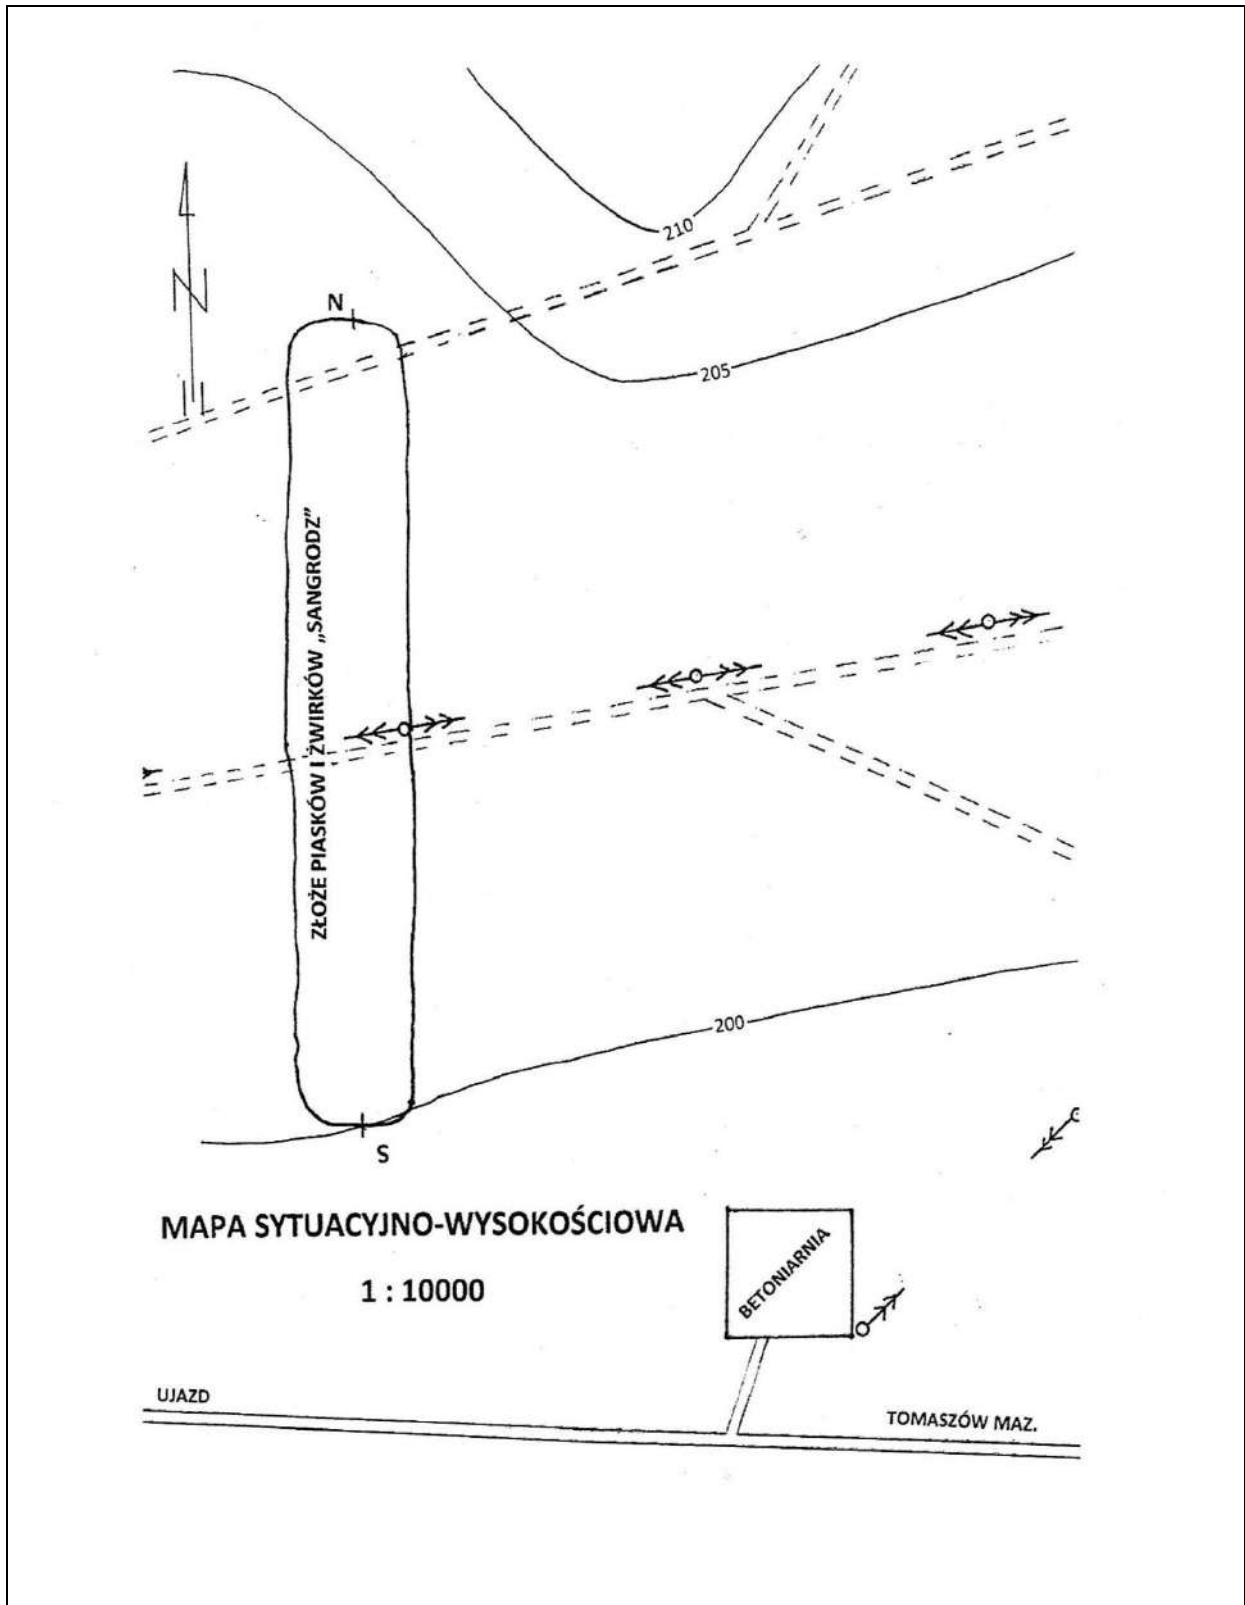 210
N
N
205
ZŁOŻE PIASKÓW I ŻWIRKÓW „SANGRODZ”
200
S
MAPA SYTUACYJNO-WYSOKOŚCIOWA
1 : 10000
BETONIARNIA
UJAZD
TOMASZÓW MAZ.